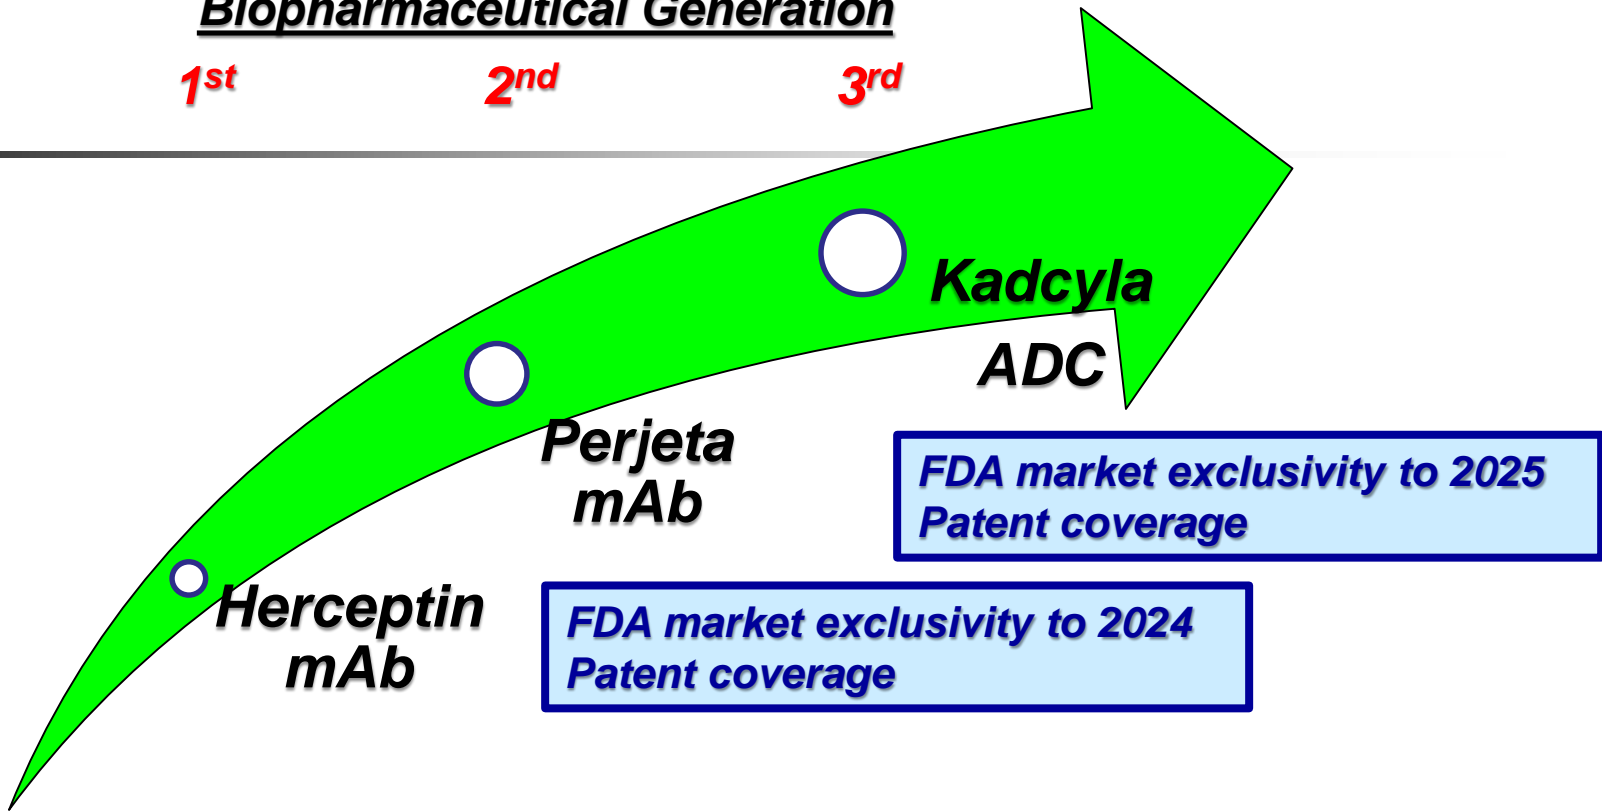 Biopharmaceutical Generation
1st 2nd 3rd
Kadcyla
ADC
Perjeta
mAb
FDA market exclusivity to 2025
Patent coverage
Herceptin
mAb
FDA market exclusivity to 2024
Patent coverage